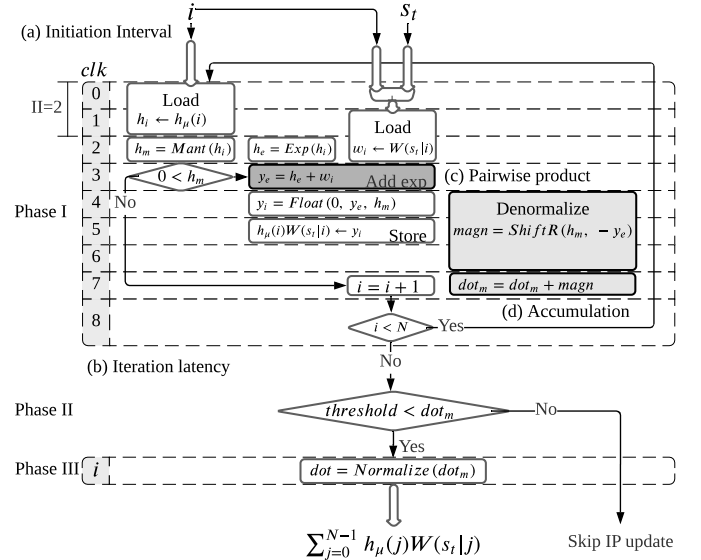 i
s_t
(a) Initiation Interval
clk
0
II=2
Load
h_i ← h_μ(i)
1
Load
w_i ← W(s_t|i)
2
h_m = Mant(h_i)
h_e = Exp(h_i)
3
0 < h_m
y_e = h_e + w_i
Add exp
(c) Pairwise product
No
Phase I
4
y_i = Float(0, y_e, h_m)
Denormalize
magn = ShiftR(h_m, − y_e)
5
h_μ(i)W(s_t|i) ← y_i
Store
6
7
i = i + 1
dot_m = dot_m + magn
(d) Accumulation
8
i < N
Yes
No
(b) Iteration latency
Phase II
threshold < dot_m
No
Yes
Phase III
i
dot = Normalize(dot_m)
∑_{j=0}^{N−1} h_μ(j)W(s_t|j)
Skip IP update